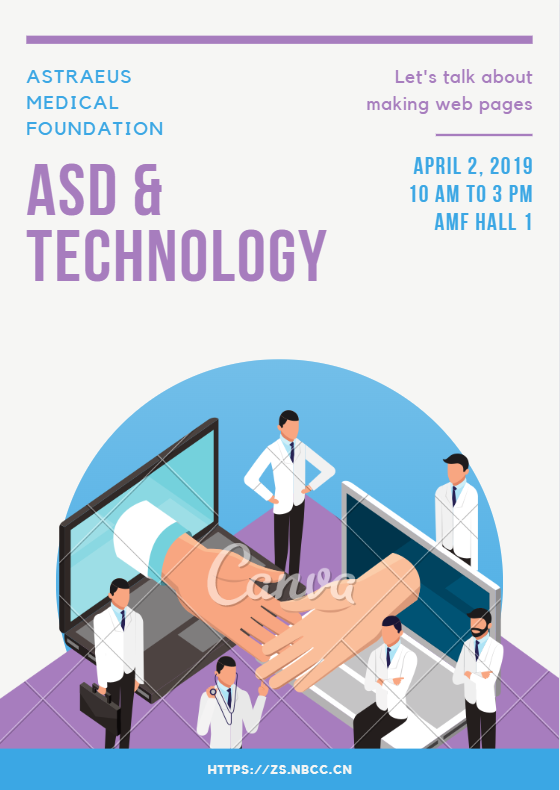 ASTRAEUS
MEDICAL
FOUNDATION
ASD &
TECHNOLOGY
Let's talk about
making web pages
APRIL 2, 2019
10 AM TO 3 PM
AMF HALL 1
Canva
HTTPS://ZS.NBCC.CN